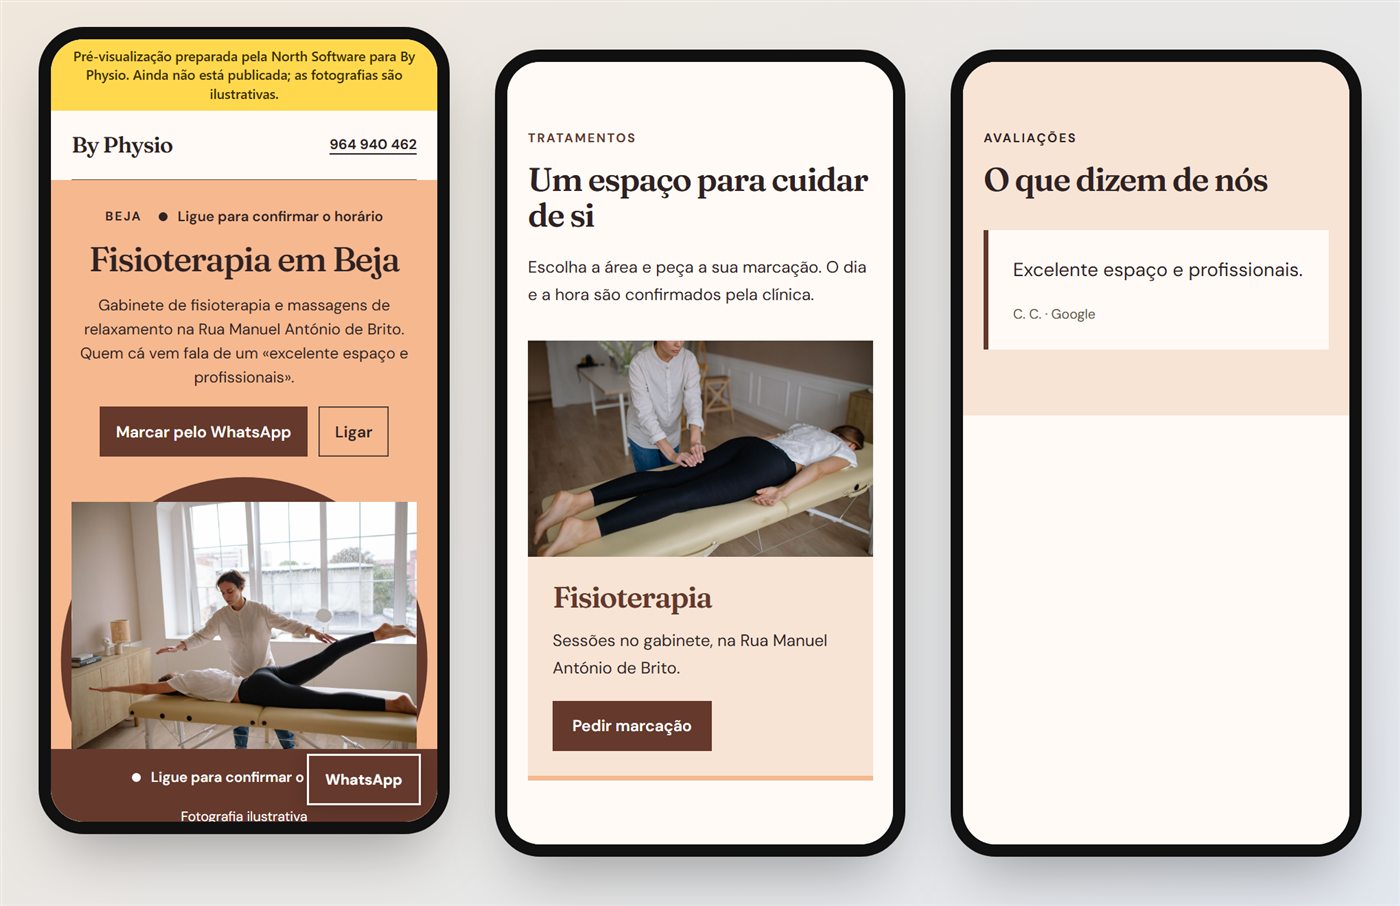 Pré-visualização preparada pela North Software para By
Physio. Ainda não está publicada; as fotografias são
ilustrativas.
By Physio
964 940 462
BEJA ● Ligue para confirmar o horário
Fisioterapia em Beja
Gabinete de fisioterapia e massagens de
relaxamento na Rua Manuel António de Brito.
Quem cá vem fala de um «excelente espaço e
profissionais».
Marcar pelo WhatsApp
Ligar
● Ligue para confirmar o
WhatsApp
Fotografia ilustrativa
TRATAMENTOS
Um espaço para cuidar
de si
Escolha a área e peça a sua marcação. O dia
e a hora são confirmados pela clínica.
Fisioterapia
Sessões no gabinete, na Rua Manuel
António de Brito.
Pedir marcação
AVALIAÇÕES
O que dizem de nós
Excelente espaço e profissionais.
C. C. · Google